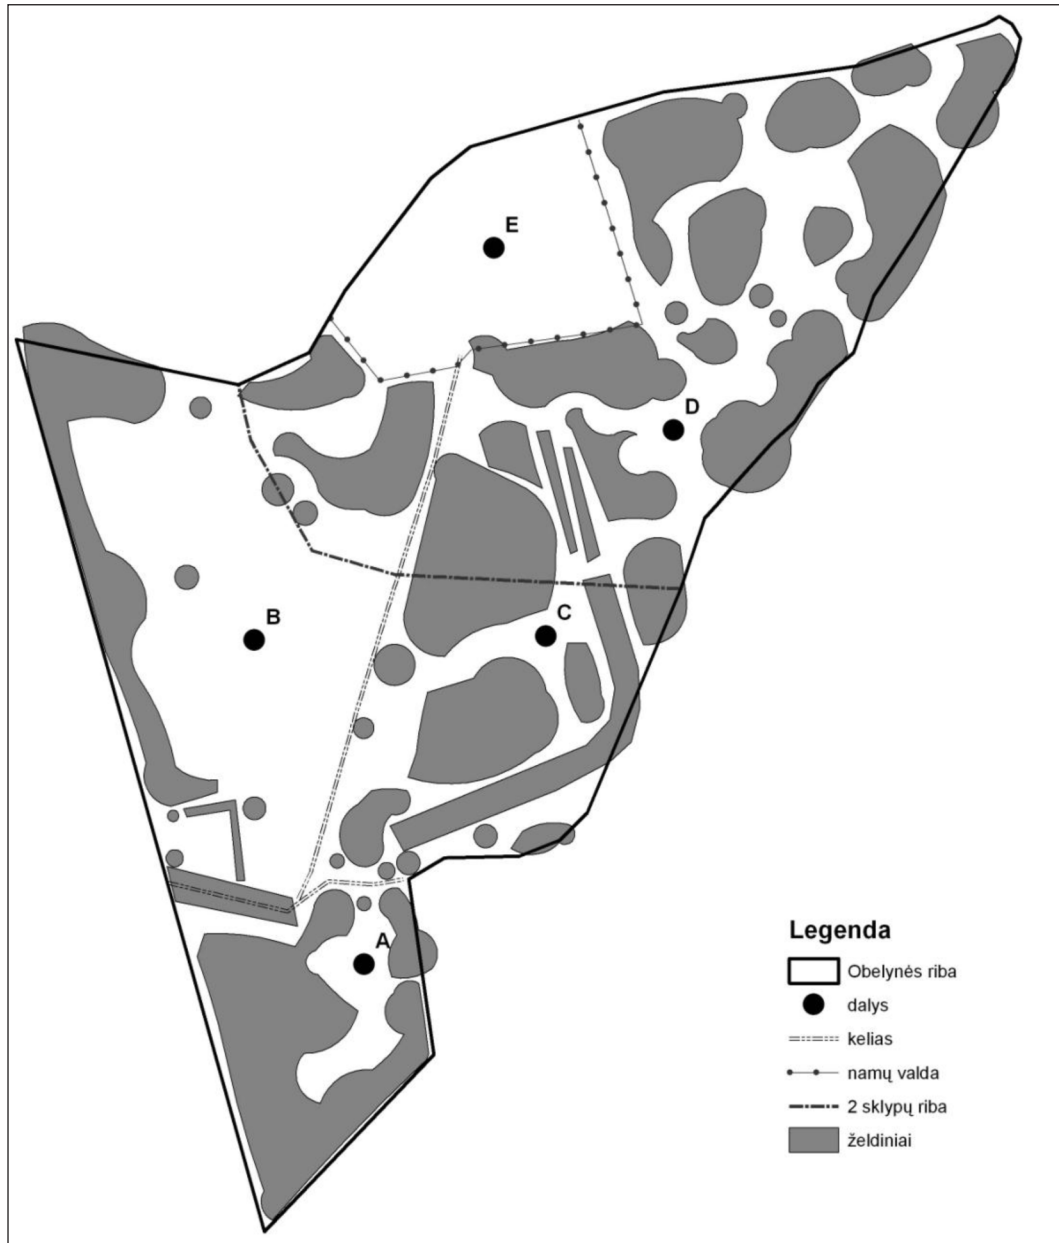 E
D
B
C
A
Legenda
Obelynės riba
dalys
kelias
namų valda
2 sklypų riba
želdiniai